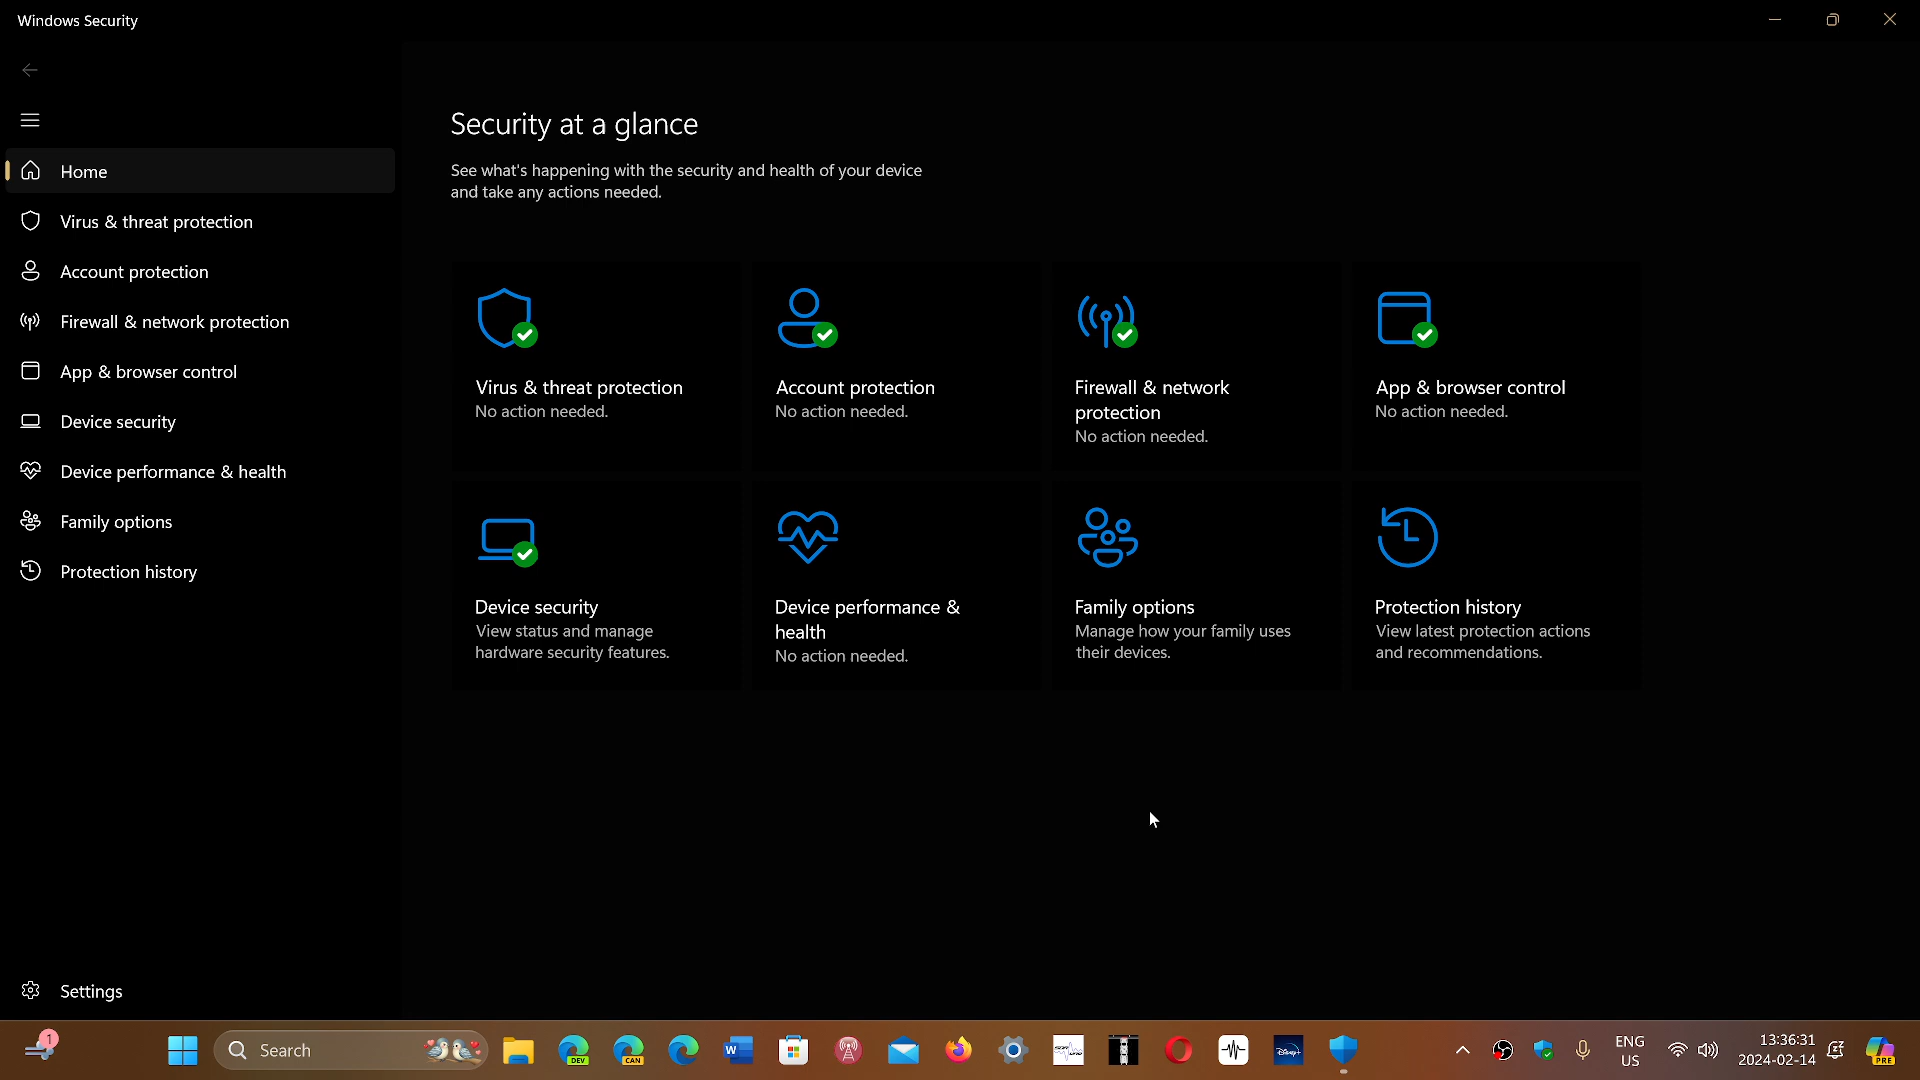 Windows Security
Home
Virus & threat protection
Account protection
Firewall & network protection
App & browser control
Device security
Device performance & health
Family options
Protection history
Settings
Security at a glance
See what's happening with the security and health of your device
and take any actions needed.
Virus & threat protection
No action needed.
Account protection
No action needed.
Firewall & network
protection
No action needed.
App & browser control
No action needed.
Device security
View status and manage
hardware security features.
Device performance &
health
No action needed.
Family options
Manage how your family uses
their devices.
Protection history
View latest protection actions
and recommendations.
1
Search
DEV
CAN
W
Disney+
ENG
US
13:36:31
2024-02-14
PRE